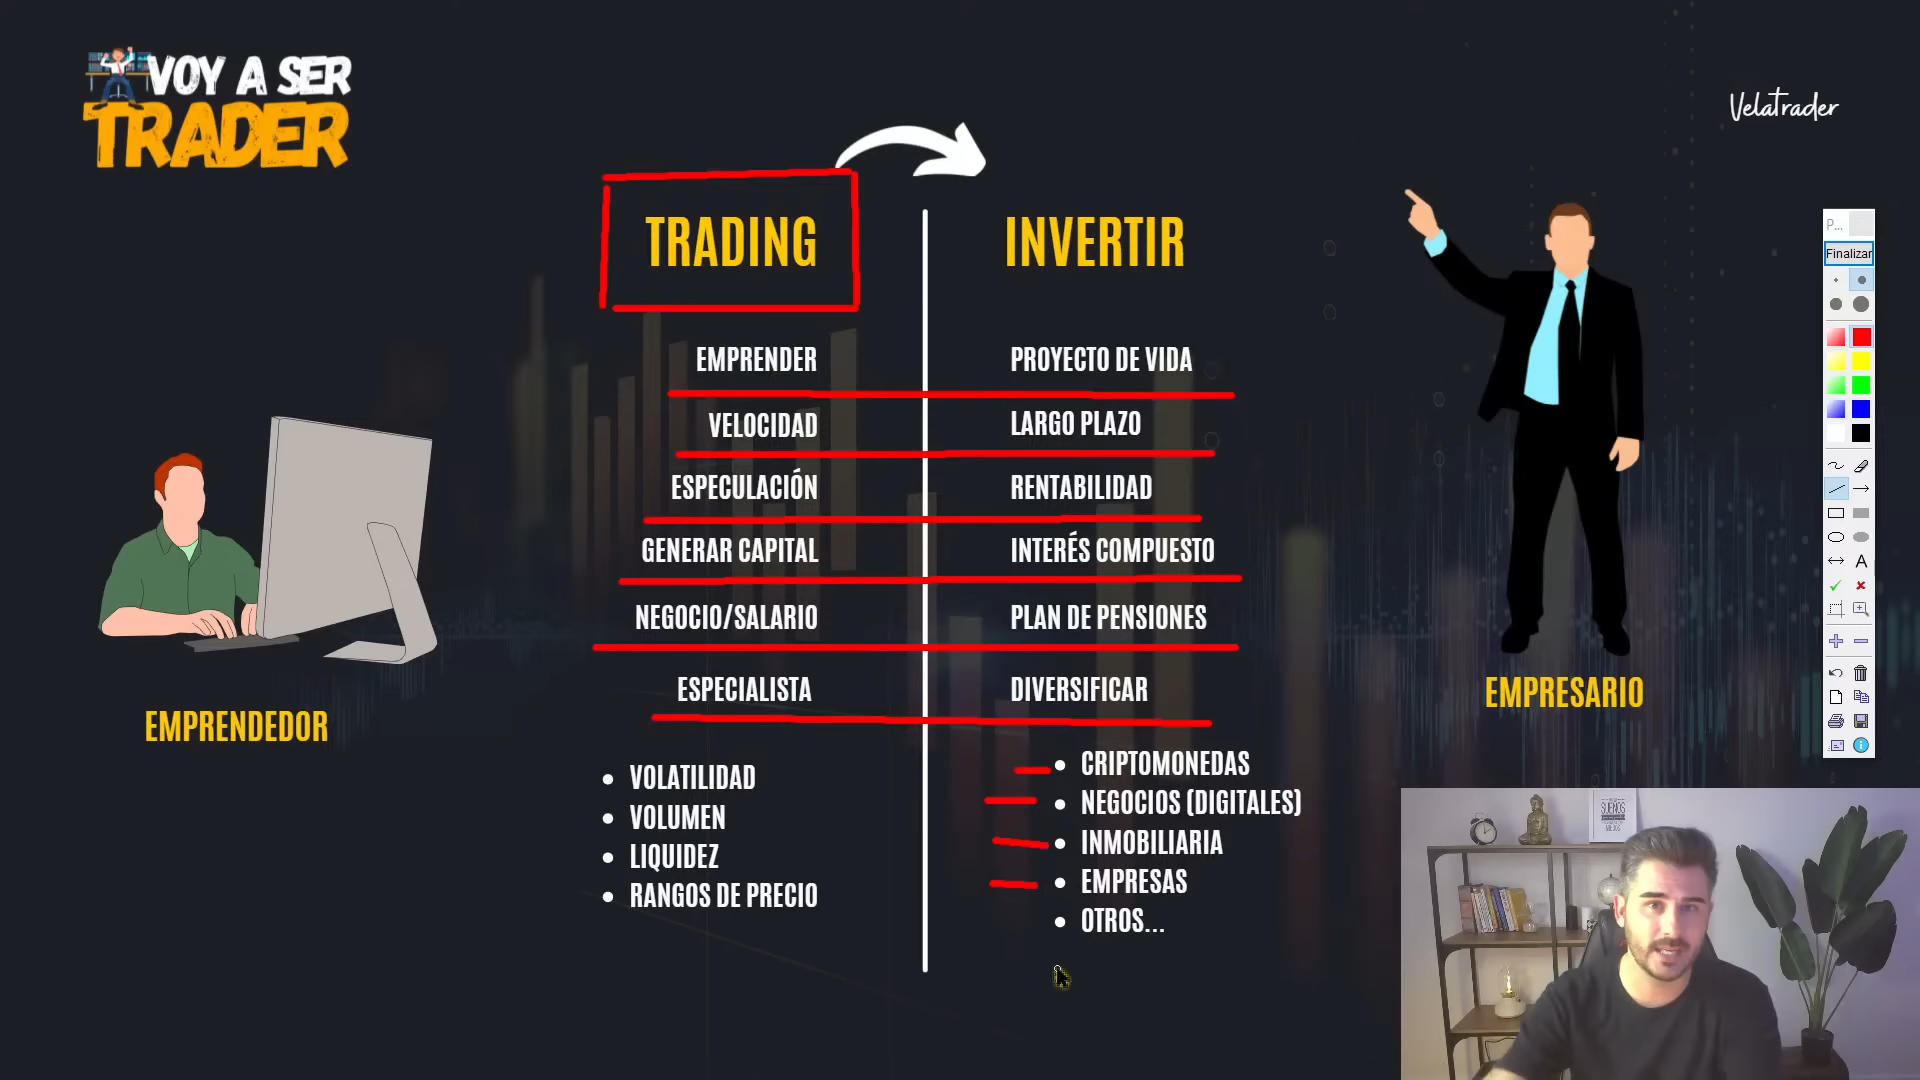 VOY A SER
TRADER
Velatrader
TRADING
INVERTIR
EMPRENDER
PROYECTO DE VIDA
VELOCIDAD
LARGO PLAZO
ESPECULACIÓN
RENTABILIDAD
GENERAR CAPITAL
INTERÉS COMPUESTO
NEGOCIO/SALARIO
PLAN DE PENSIONES
ESPECIALISTA
DIVERSIFICAR
• VOLATILIDAD
• VOLUMEN
• LIQUIDEZ
• RANGOS DE PRECIO
• CRIPTOMONEDAS
• NEGOCIOS (DIGITALES)
• INMOBILIARIA
• EMPRESAS
• OTROS...
EMPRENDEDOR
EMPRESARIO
P...
Finalizar
A
SUEÑOS